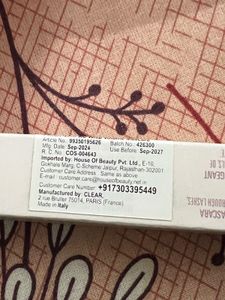 Article No.: 99350195626
Mfg. Date: Sep-2024
Batch No.: 426300
R. C. No.: COS-004643
Use Before: Sep-2027
Imported by: House Of Beauty Pvt. Ltd., E-10,
Gokhale Marg, C-Scheme Jaipur, Rajasthan-302001
Customer Care Address : Same as above
E-mail : customer.care@houseofbeauty.net.in
Customer Care Number : +917303395449
Manufactured by: CLEAR,
2 rue Bruller 75014, PARIS (France)
Made in Italy
MASCARA